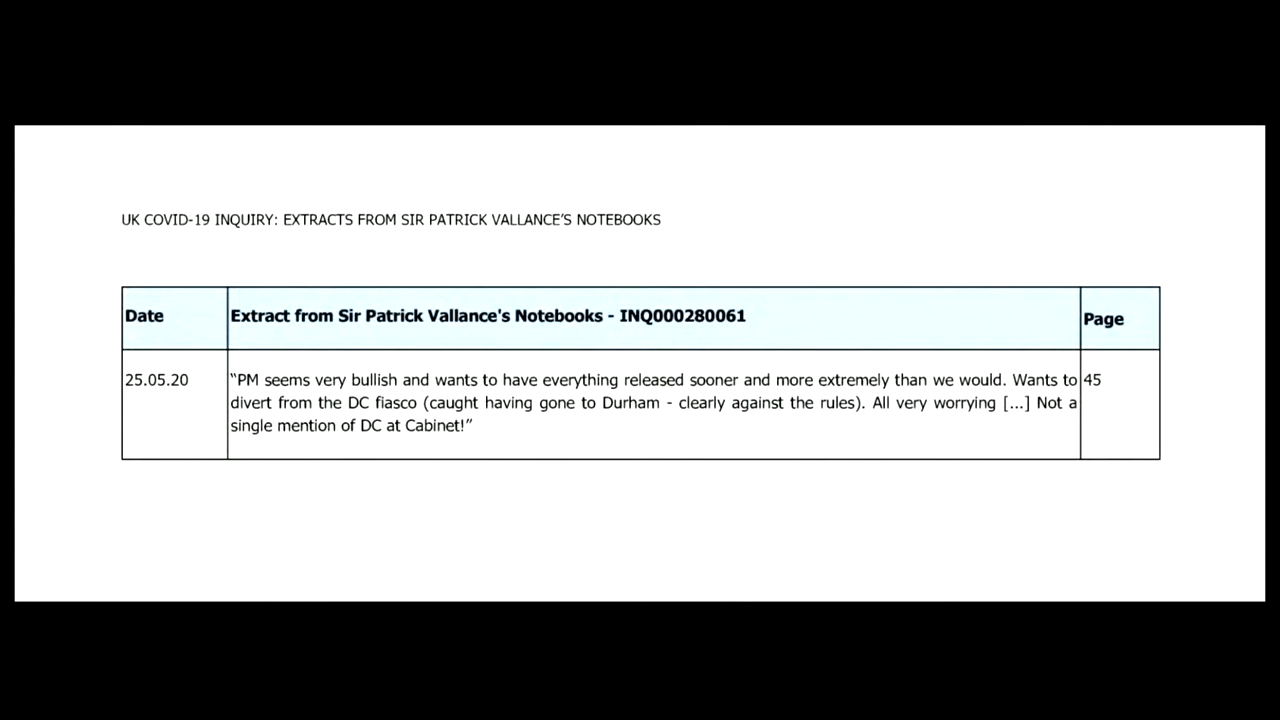 UK COVID-19 INQUIRY: EXTRACTS FROM SIR PATRICK VALLANCE’S NOTEBOOKS
Date
Extract from Sir Patrick Vallance's Notebooks - INQ000280061
Page
25.05.20
“PM seems very bullish and wants to have everything released sooner and more extremely than we would. Wants to
divert from the DC fiasco (caught having gone to Durham - clearly against the rules). All very worrying [...] Not a
single mention of DC at Cabinet!”
45